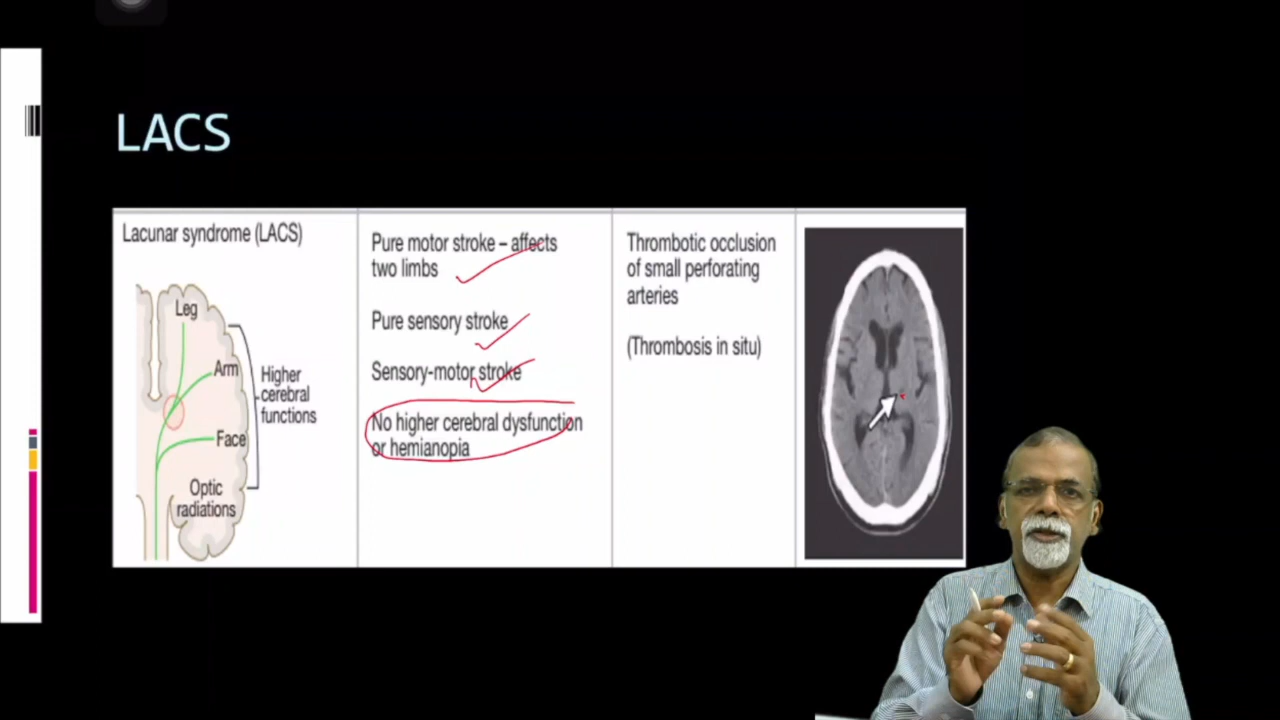 LACS
Lacunar syndrome (LACS)
Leg
Arm
Face
Optic
radiations
Higher
cerebral
functions
Pure motor stroke – affects
two limbs
Pure sensory stroke
Sensory-motor stroke
No higher cerebral dysfunction
or hemianopia
Thrombotic occlusion
of small perforating
arteries
(Thrombosis in situ)